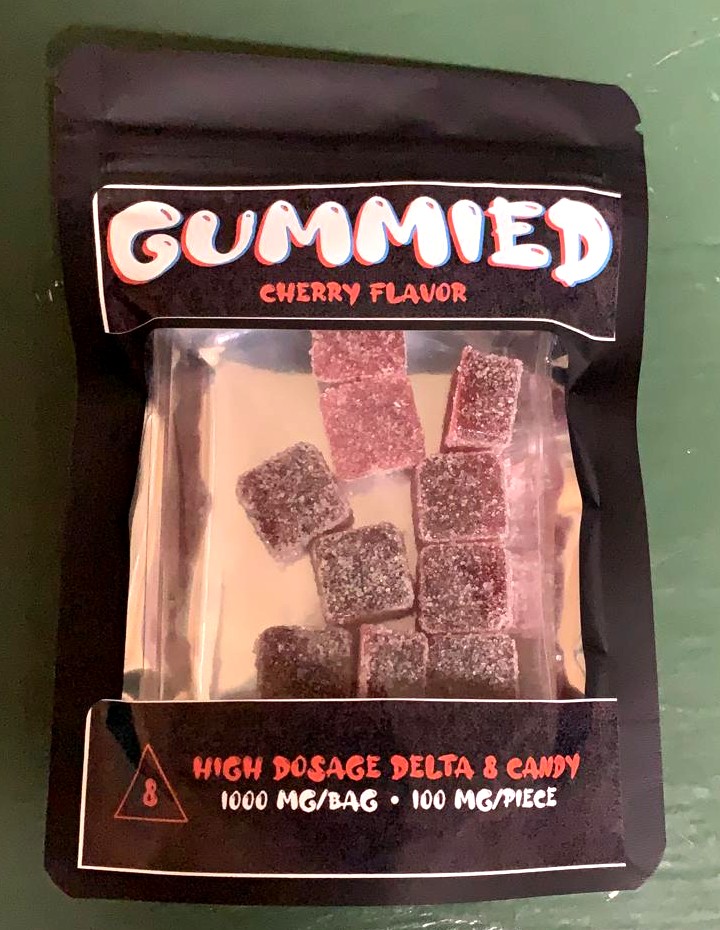 GUMMIED
CHERRY FLAVOR
HIGH DOSAGE DELTA 8 CANDY
8
1000 MG/BAG • 100 MG/PIECE